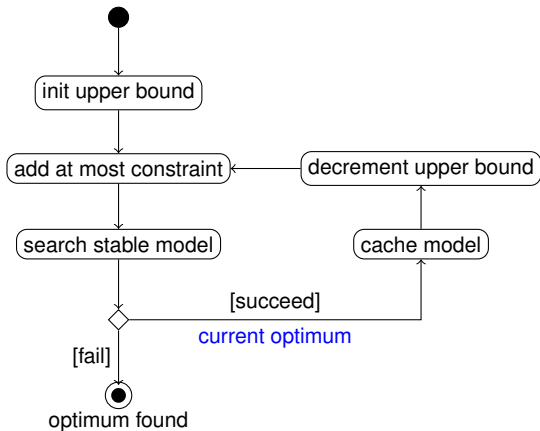 init upper bound
add at most constraint
decrement upper bound
search stable model
cache model
[succeed]
current optimum
[fail]
optimum found